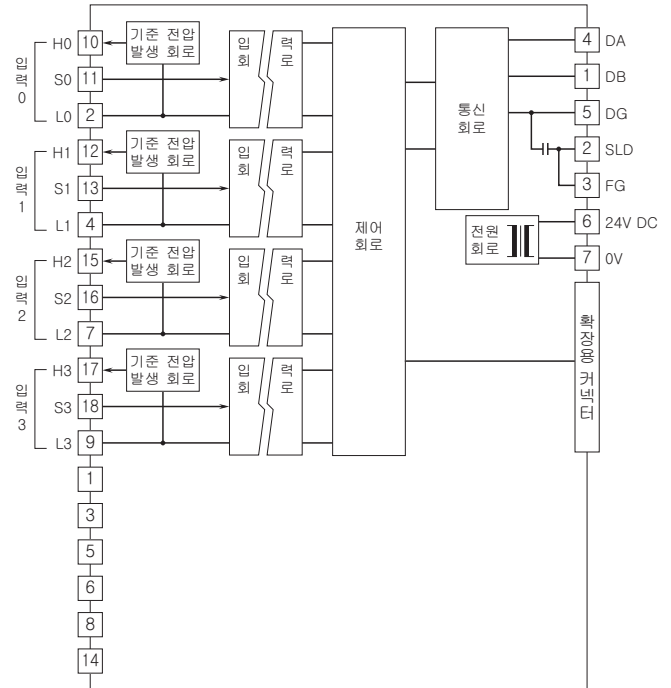 입력0
H0 10
S0 11
L0 2
기준 전압
발생 회로
입 력
회 로
입력1
H1 12
S1 13
L1 4
기준 전압
발생 회로
입 력
회 로
입력2
H2 15
S2 16
L2 7
기준 전압
발생 회로
입 력
회 로
입력3
H3 17
S3 18
L3 9
기준 전압
발생 회로
입 력
회 로
1
3
5
6
8
14
제어
회로
통신
회로
전원
회로
4 DA
1 DB
5 DG
2 SLD
3 FG
6 24V DC
7 0V
확장용 커넥터